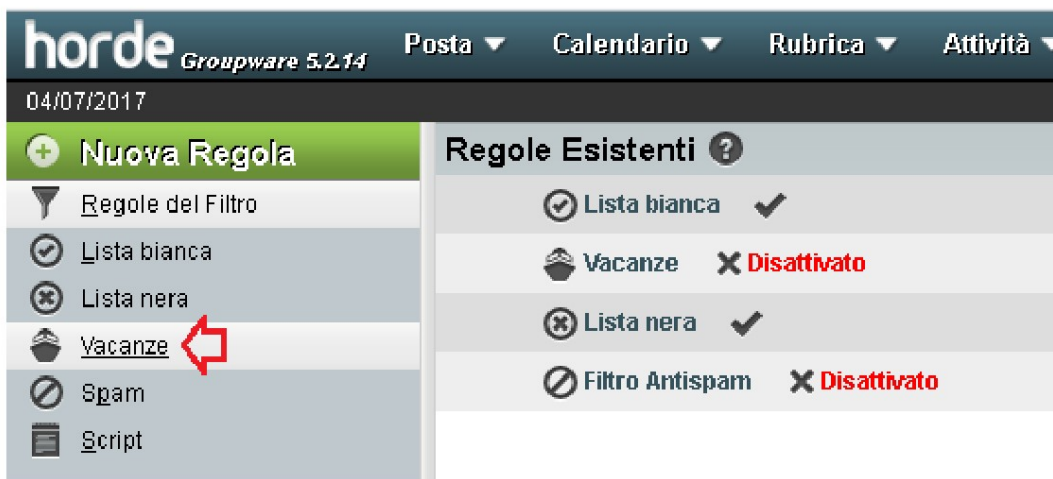 horde Groupware 5.2.14
Posta Calendario Rubrica Attività
04/07/2017
Nuova Regola
Regole del Filtro
Lista bianca
Lista nera
Vacanze
Spam
Script
Regole Esistenti ?
Lista bianca
Vacanze Disattivato
Lista nera
Filtro Antispam Disattivato